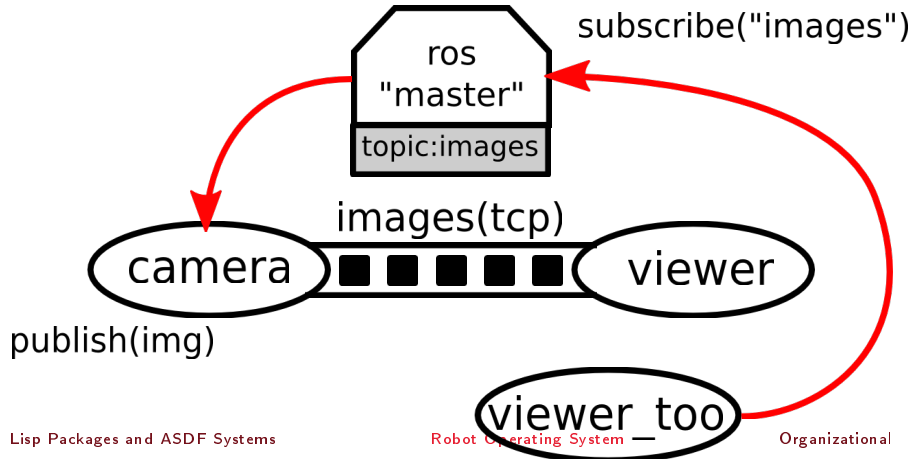 subscribe("images")
ros
"master"
topic:images
images(tcp)
camera
viewer
publish(img)
viewer_too
Lisp Packages and ASDF Systems
Robot Operating System
Organizational